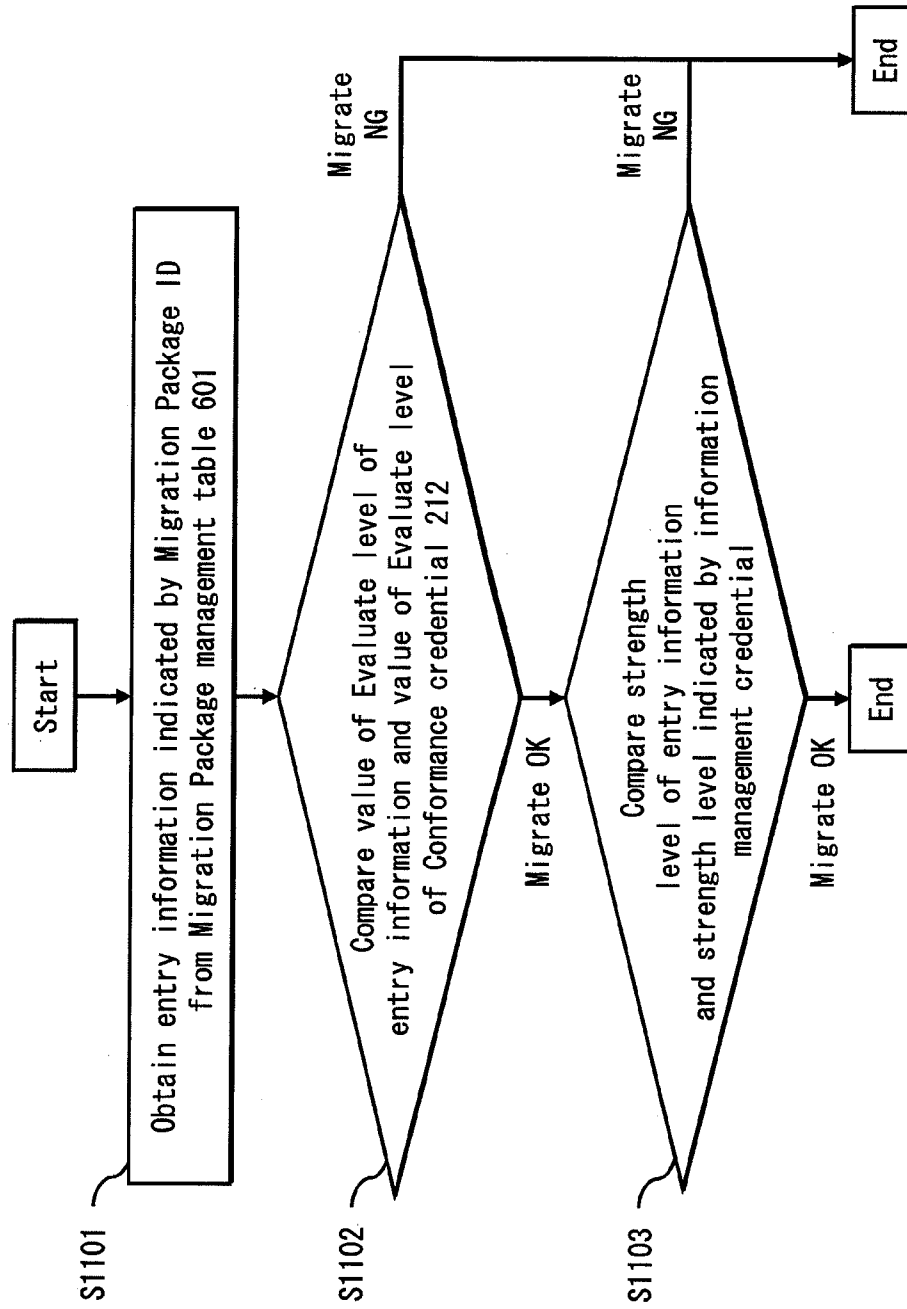 Start
S1101
Obtain entry information indicated by Migration Package ID
from Migration Package management table 601
S1102
Compare value of Evaluate level of
entry information and value of Evaluate level
of Conformance credential 212
Migrate
NG
Migrate OK
S1103
Compare strength
level of entry information
and strength level indicated by information
management credential
Migrate
NG
Migrate OK
End
End